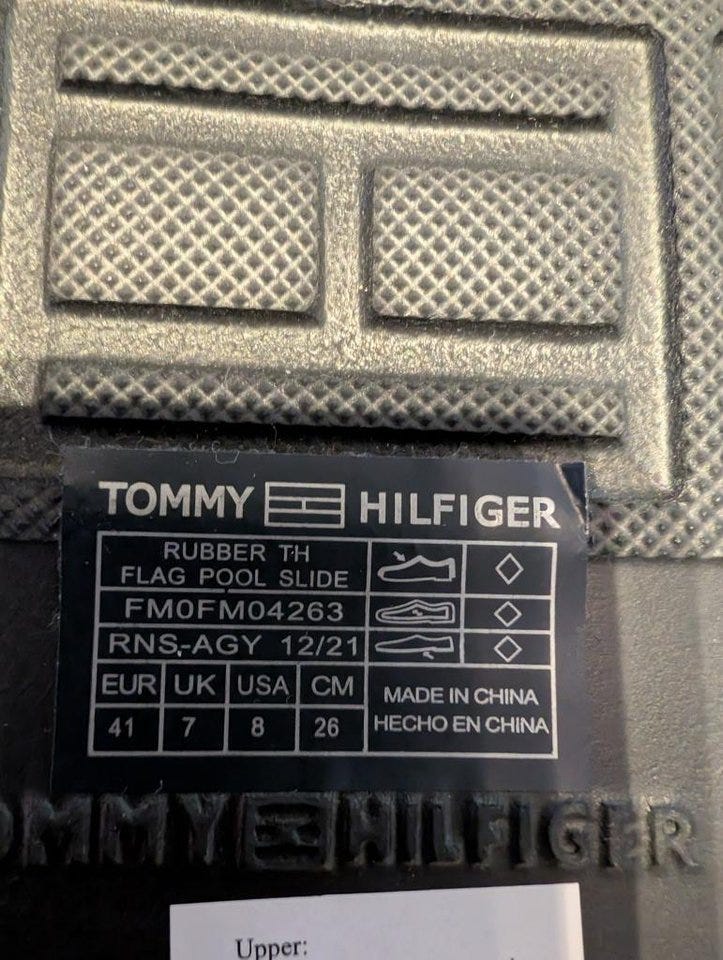 TOMMY HILFIGER
RUBBER TH
FLAG POOL SLIDE
FM0FM04263
RNS-AGY 12/21
EUR UK USA CM
41 7 8 26
MADE IN CHINA
HECHO EN CHINA
OMMY HILFIGER
Upper: